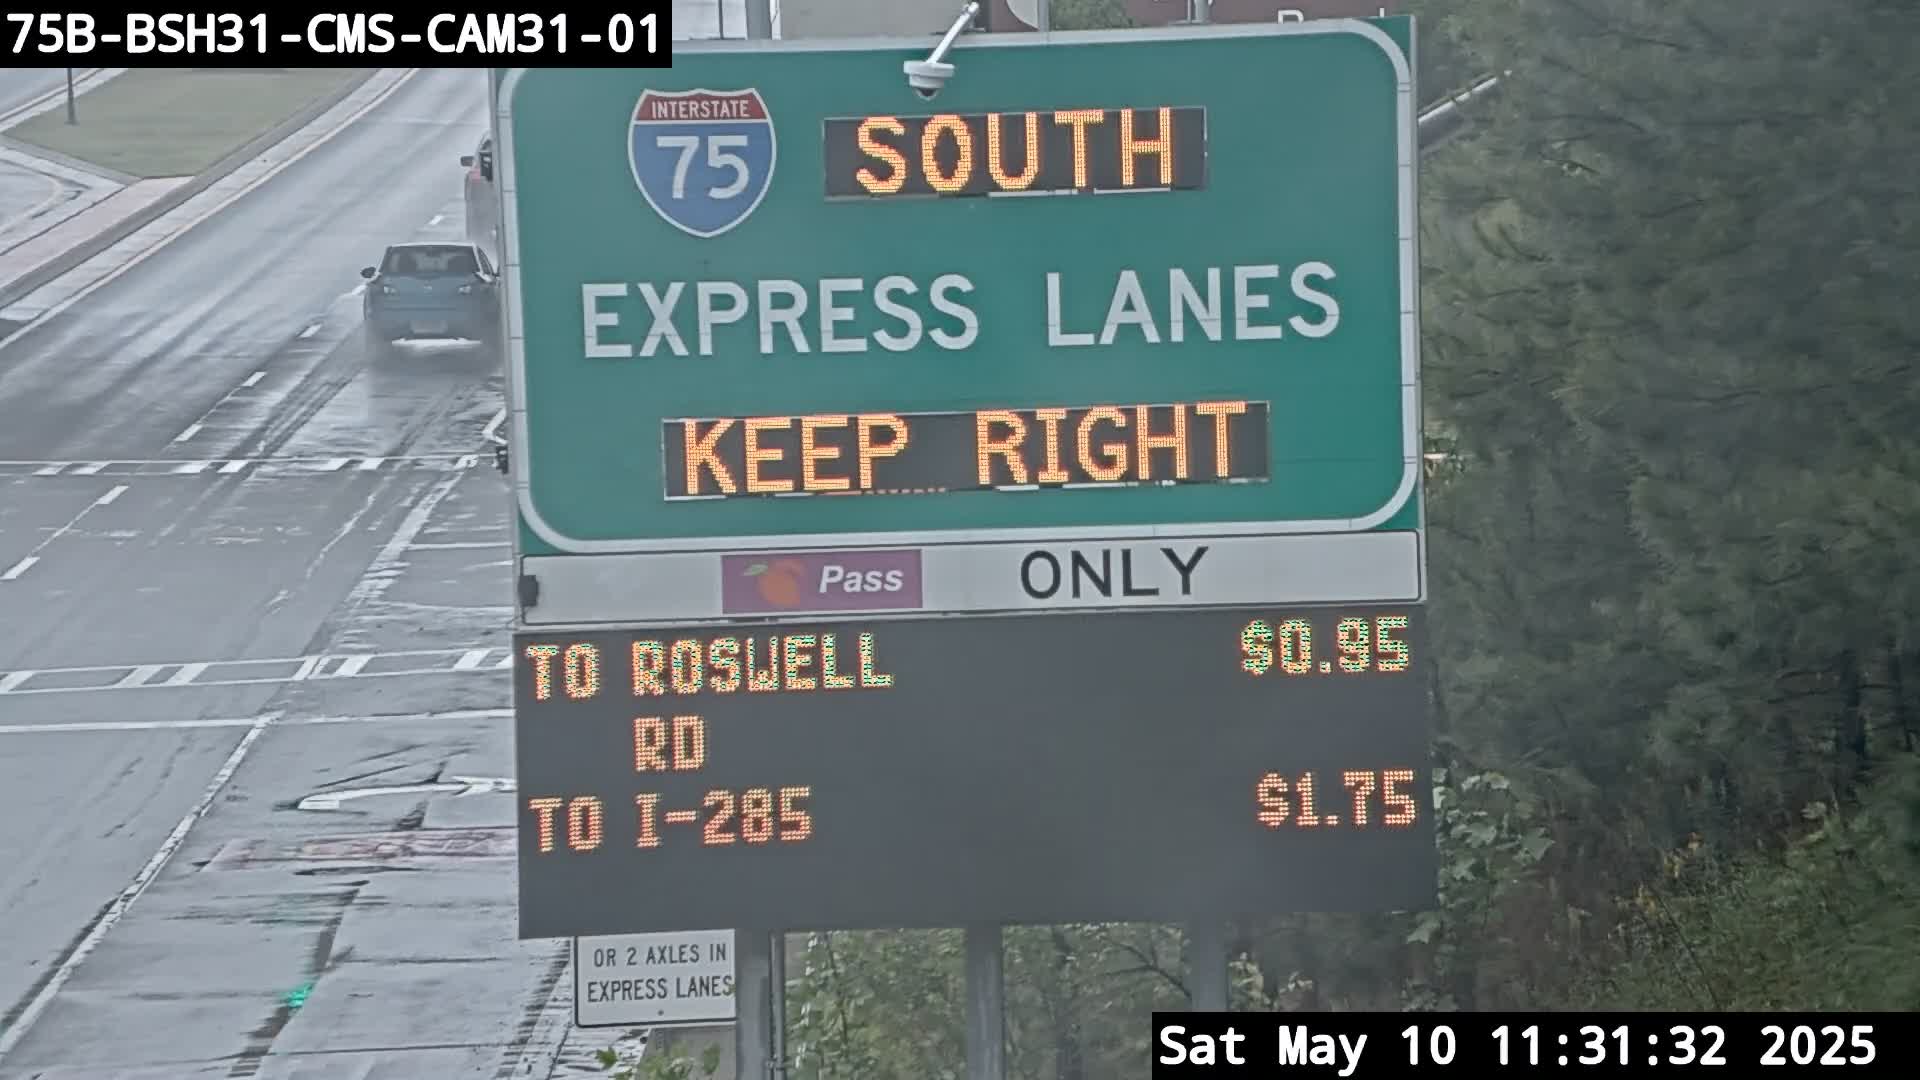 75B-BSH31-CMS-CAM31-01
INTERSTATE
75
SOUTH
EXPRESS LANES
KEEP RIGHT
Pass ONLY
TO ROSWELL $0.95
RD
TO I-285 $1.75
OR 2 AXLES IN
EXPRESS LANES
Sat May 10 11:31:32 2025